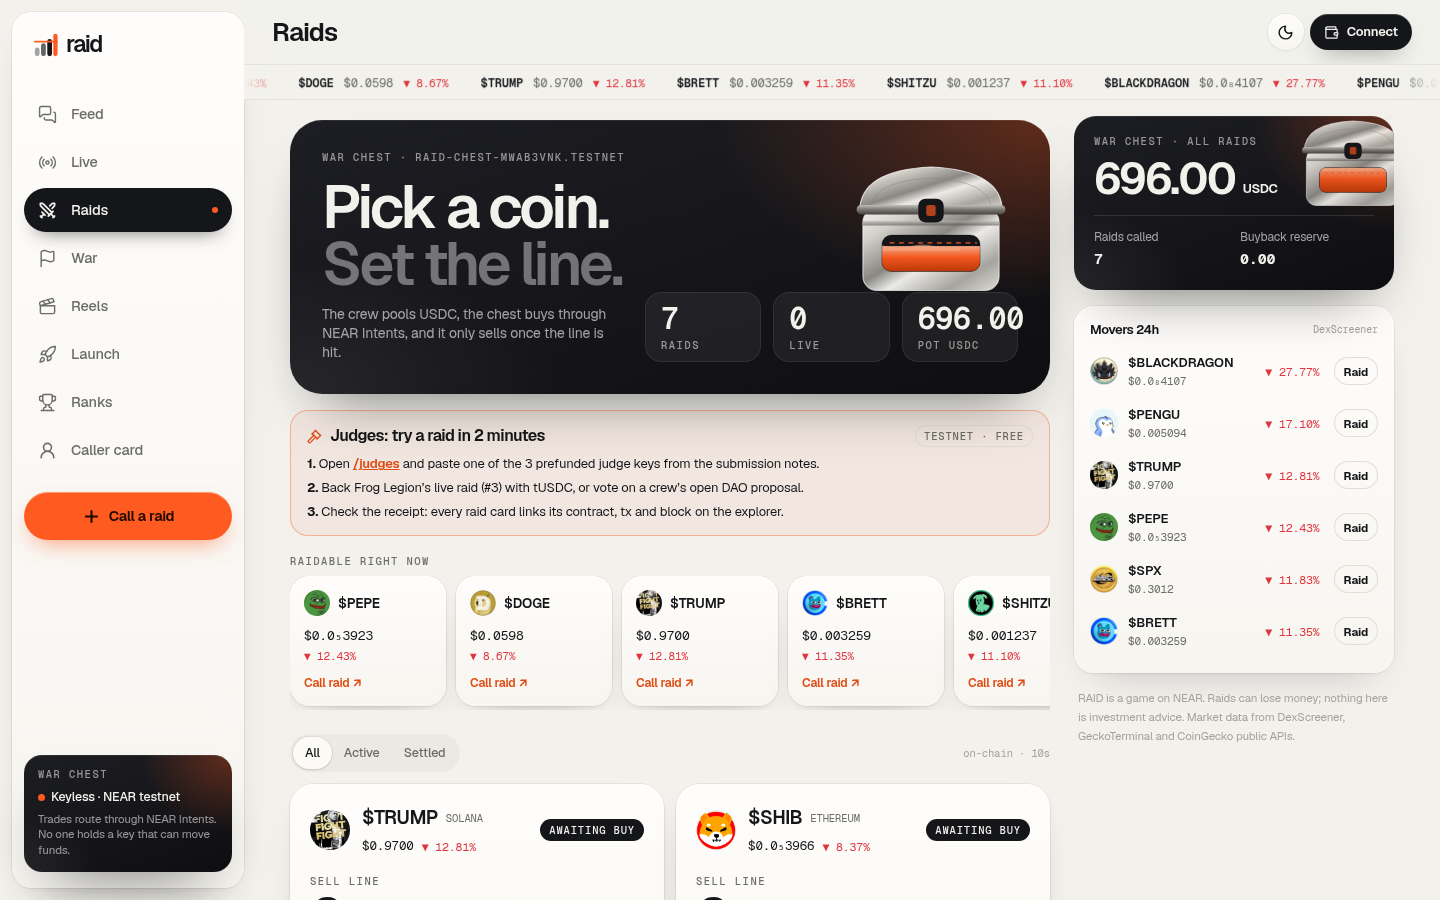 raid
Feed
Live
Raids
War
Reels
Launch
Ranks
Caller card
Call a raid
WAR CHEST
Keyless · NEAR testnet
Trades route through NEAR Intents.
No one holds a key that can move
funds.
Raids
Connect
43% $DOGE $0.0598 ▼ 8.67% $TRUMP $0.9700 ▼ 12.81% $BRETT $0.003259 ▼ 11.35% $SHITZU $0.001237 ▼ 11.10% $BLACKDRAGON $0.0₈4107 ▼ 27.77% $PENGU
WAR CHEST · RAID-CHEST-MWAB3VNK.TESTNET
Pick a coin.
Set the line.
The crew pools USDC, the chest buys through
NEAR Intents, and it only sells once the line is
hit.
7
RAIDS
0
LIVE
696.00
POT USDC
Judges: try a raid in 2 minutes
TESTNET · FREE
1. Open /judges and paste one of the 3 prefunded judge keys from the submission notes.
2. Back Frog Legion's live raid (#3) with tUSDC, or vote on a crew's open DAO proposal.
3. Check the receipt: every raid card links its contract, tx and block on the explorer.
RAIDABLE RIGHT NOW
$PEPE
$0.0₅3923
▼ 12.43%
Call raid ↗
$DOGE
$0.0598
▼ 8.67%
Call raid ↗
$TRUMP
$0.9700
▼ 12.81%
Call raid ↗
$BRETT
$0.003259
▼ 11.35%
Call raid ↗
$SHITZU
$0.001237
▼ 11.10%
Call raid ↗
All Active Settled
on-chain · 10s
$TRUMP SOLANA
$0.9700 ▼ 12.81%
AWAITING BUY
SELL LINE
$SHIB ETHEREUM
$0.0₅3966 ▼ 8.37%
AWAITING BUY
SELL LINE
WAR CHEST · ALL RAIDS
696.00 USDC
Raids called
7
Buyback reserve
0.00
Movers 24h
DexScreener
$BLACKDRAGON
$0.0₈4107
▼ 27.77%
Raid
$PENGU
$0.005094
▼ 17.10%
Raid
$TRUMP
$0.9700
▼ 12.81%
Raid
$PEPE
$0.0₅3923
▼ 12.43%
Raid
$SPX
$0.3012
▼ 11.83%
Raid
$BRETT
$0.003259
▼ 11.35%
Raid
RAID is a game on NEAR. Raids can lose money; nothing here
is investment advice. Market data from DexScreener,
GeckoTerminal and CoinGecko public APIs.